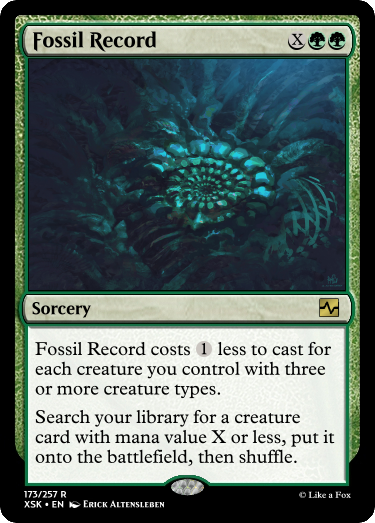 Fossil Record X
Sorcery
Fossil Record costs 1 less to cast for
each creature you control with three
or more creature types.
Search your library for a creature
card with mana value X or less, put it
onto the battlefield, then shuffle.
173/257 R
XSK • EN Erick Altensleben
© Like a Fox